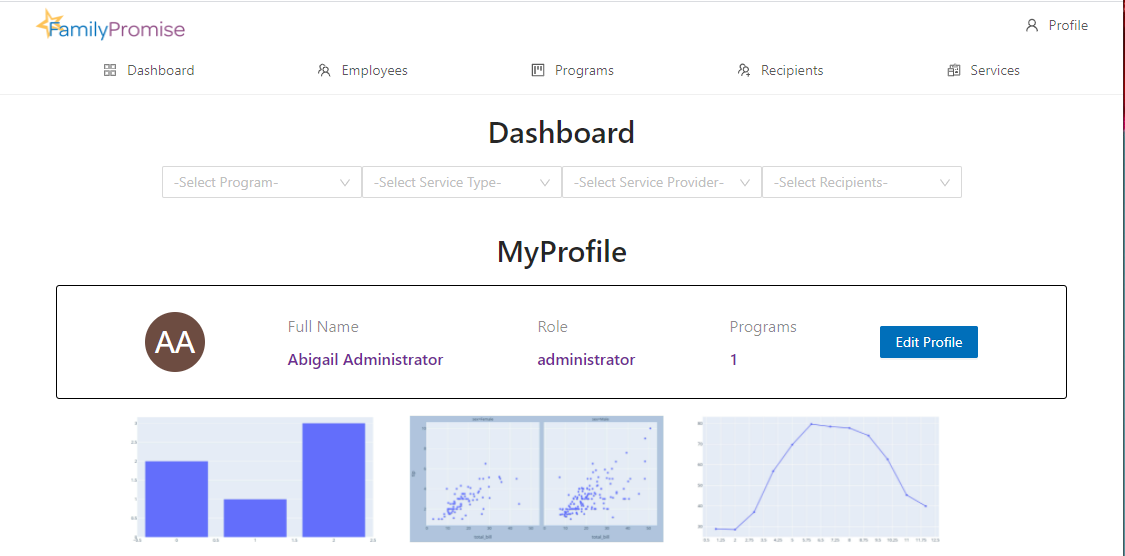 FamilyPromise
Profile
Dashboard Employees Programs Recipients Services
Dashboard
-Select Program- -Select Service Type- -Select Service Provider- -Select Recipients-
MyProfile
AA
Full Name Role Programs
Abigail Administrator administrator 1
Edit Profile